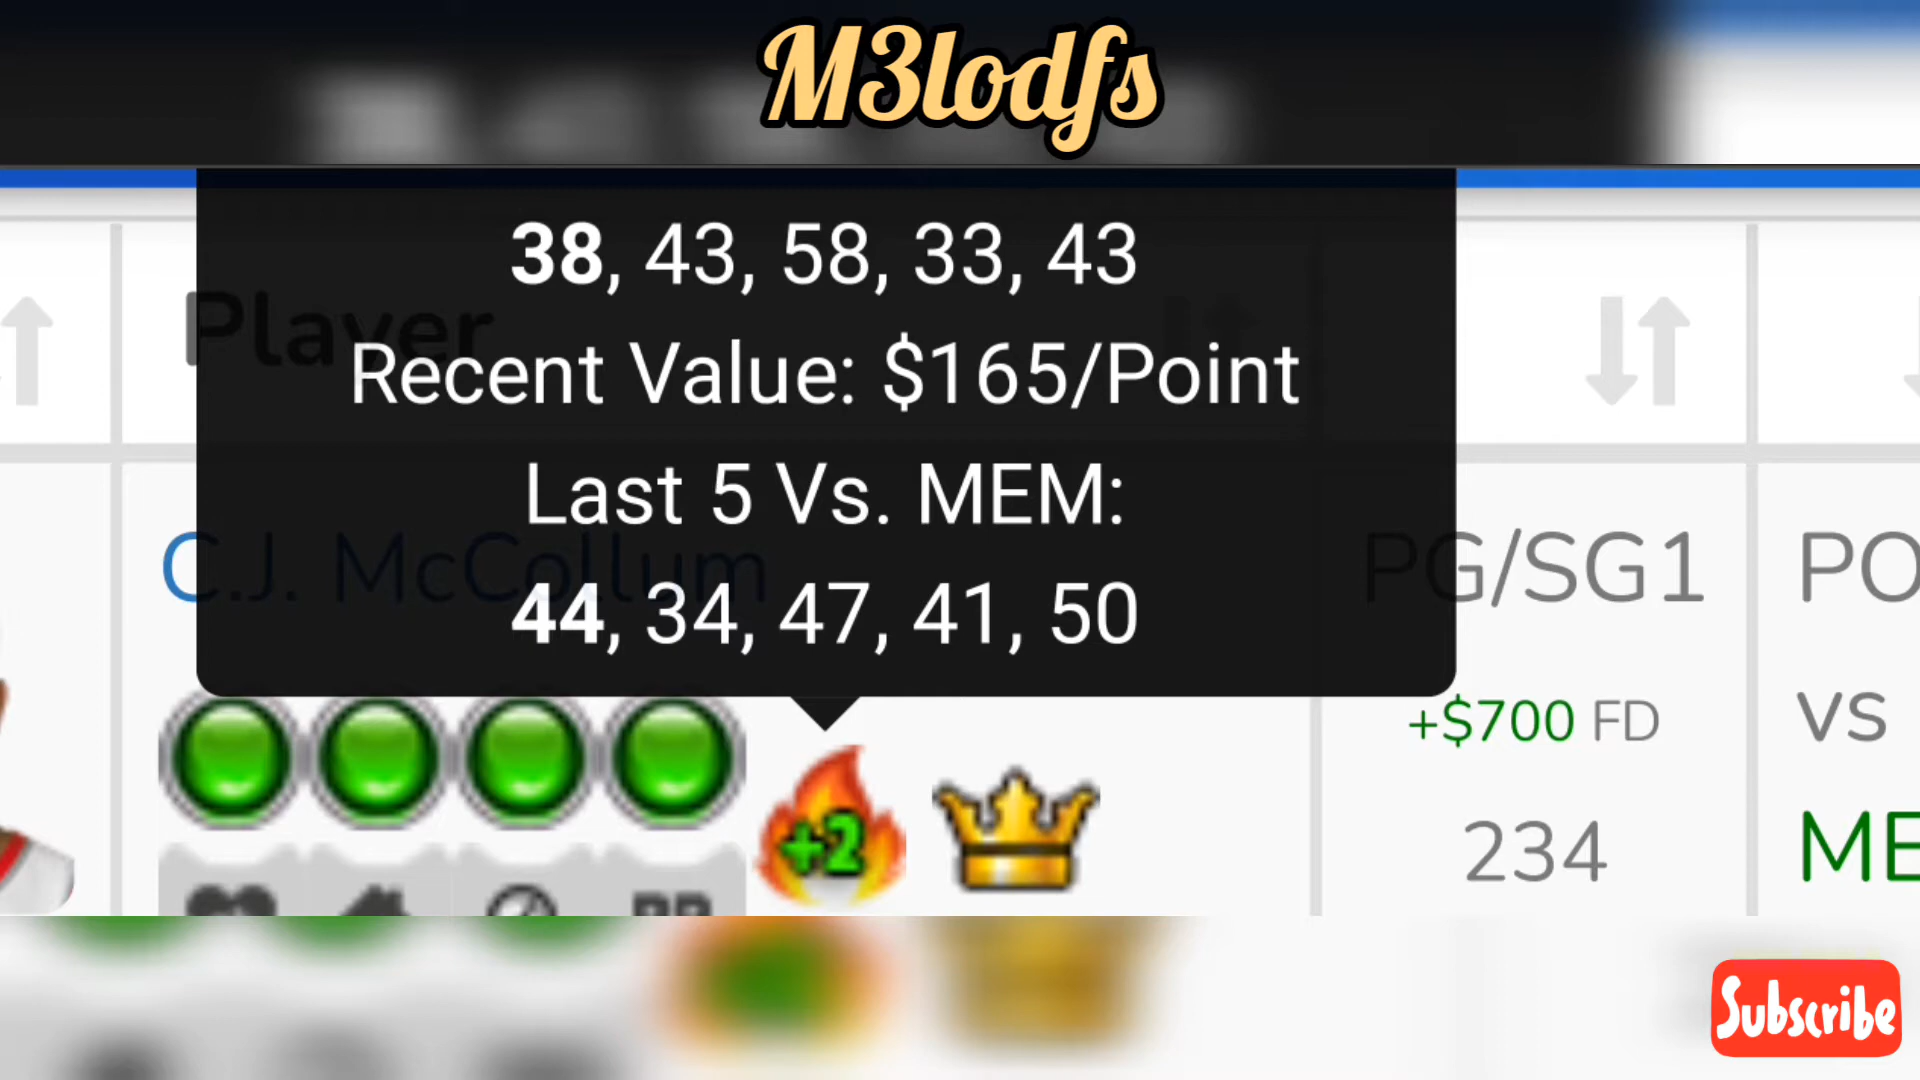 M3lodfs
38, 43, 58, 33, 43
Player
Recent Value: $165/Point
Last 5 Vs. MEM:
C.J. McCollum
PG/SG1
PO
44, 34, 47, 41, 50
+$700 FD
vs
+2
234
ME
Subscribe